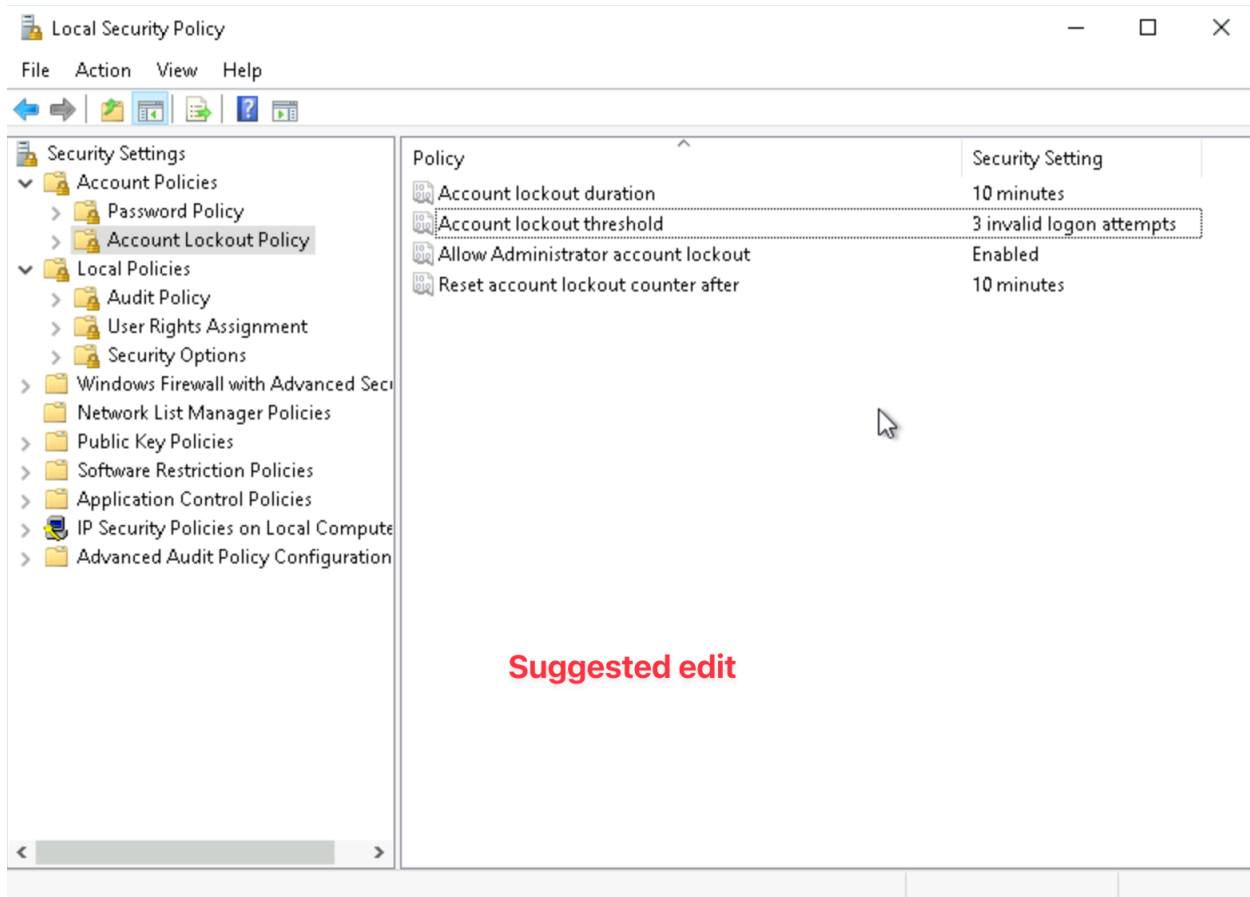 Local Security Policy
File Action View Help
Security Settings
Account Policies
Password Policy
Account Lockout Policy
Local Policies
Audit Policy
User Rights Assignment
Security Options
Windows Firewall with Advanced Secu
Network List Manager Policies
Public Key Policies
Software Restriction Policies
Application Control Policies
IP Security Policies on Local Compute
Advanced Audit Policy Configuration
Policy Security Setting
Account lockout duration 10 minutes
Account lockout threshold 3 invalid logon attempts
Allow Administrator account lockout Enabled
Reset account lockout counter after 10 minutes
Suggested edit